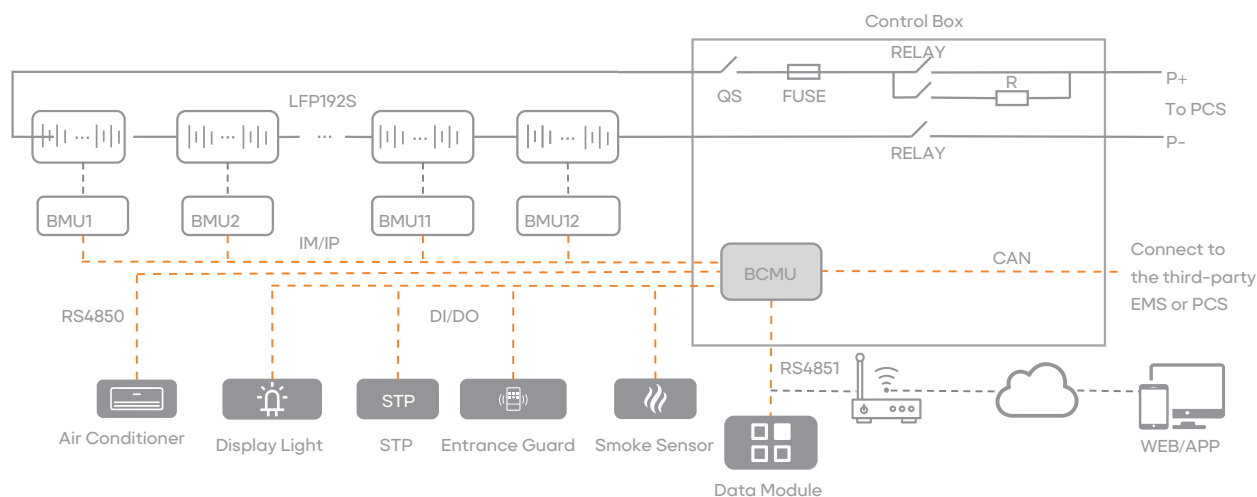 Control Box
RELAY
QS
FUSE
R
P+
To PCS
P-
RELAY
LFP192S
BMU1
BMU2
BMU11
BMU12
IM/IP
BCMU
CAN
Connect to
the third-party
EMS or PCS
RS4850
DI/DO
RS4851
STP
Air Conditioner
Display Light
STP
Entrance Guard
Smoke Sensor
Data Module
WEB/APP